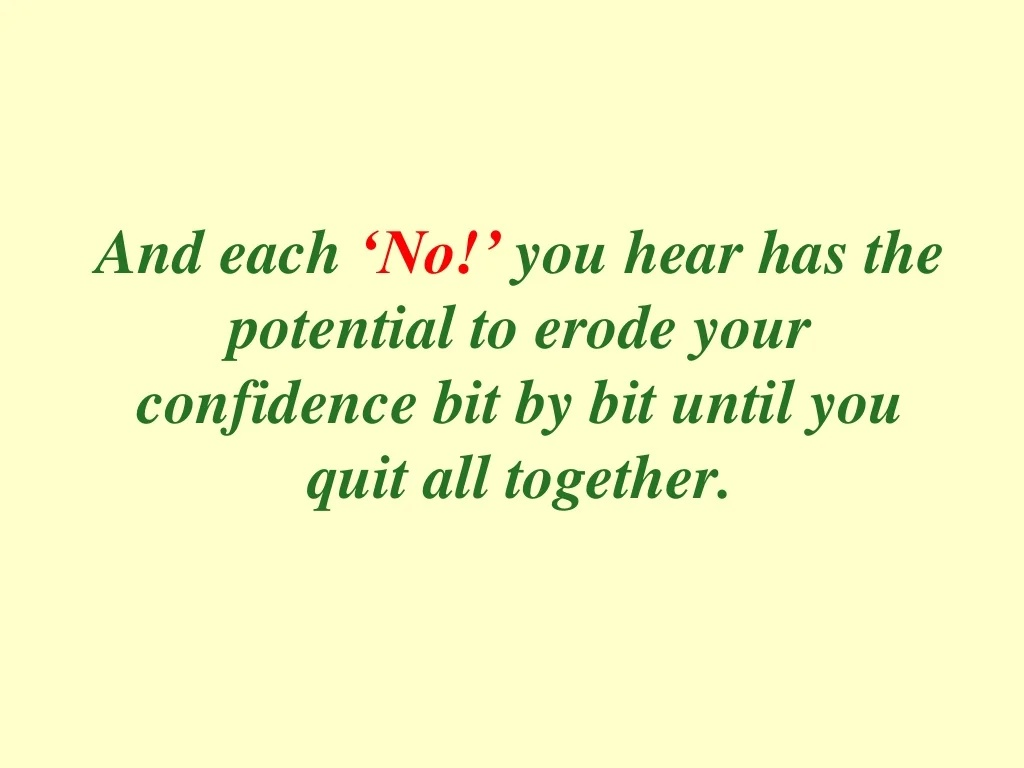 And each ‘No!’ you hear has the
potential to erode your
confidence bit by bit until you
quit all together.